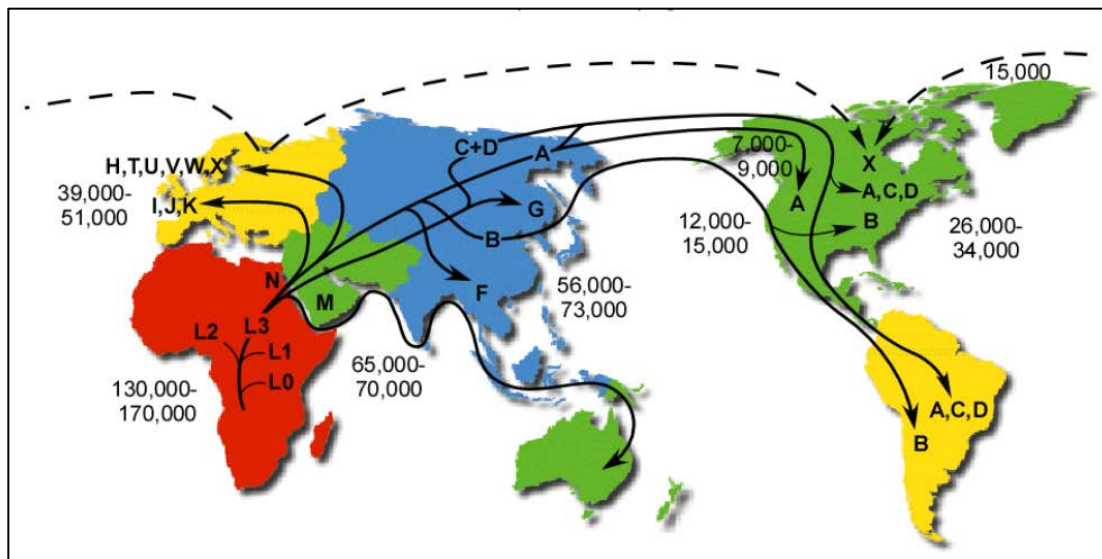 15,000
C+D
A
7,000-
9,000
H,T,U,V,W,X
X
39,000-
51,000
I,J,K
A
A,C,D
G
B
B
12,000-
15,000
26,000-
34,000
N
M
F
56,000-
73,000
L2
L3
L1
L0
65,000-
70,000
130,000-
170,000
A,C,D
B